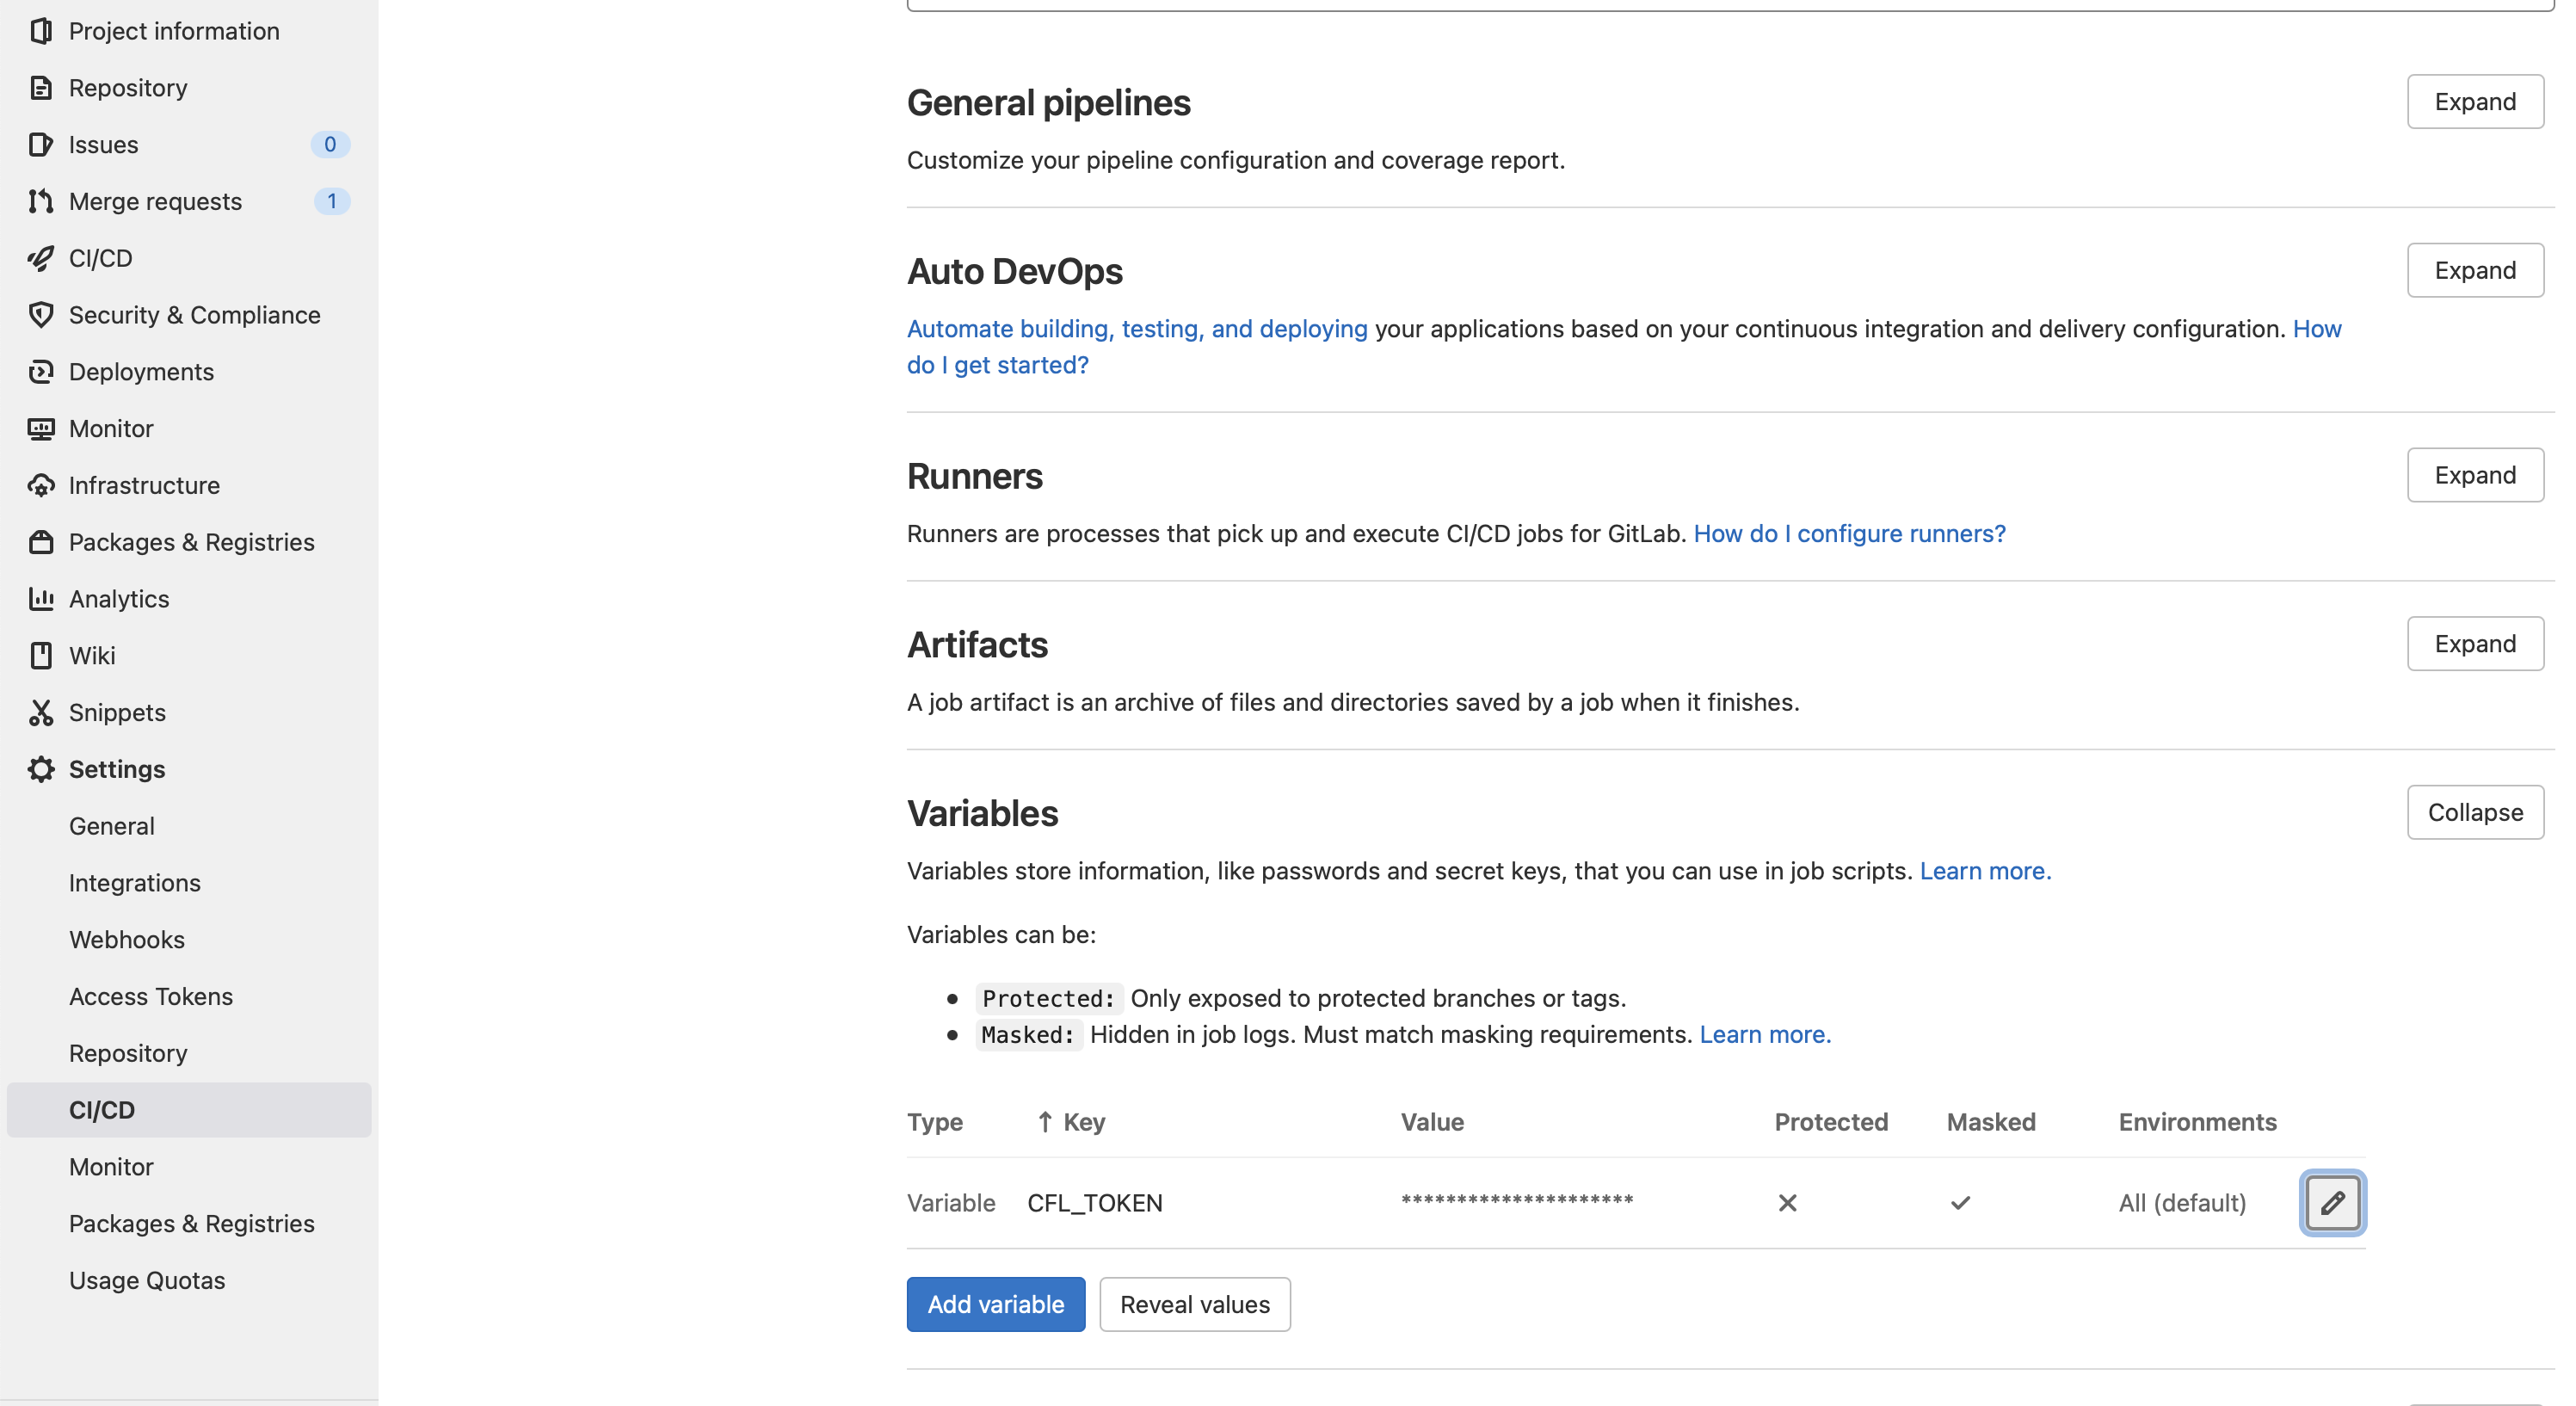 Project information
Repository
Issues 0
Merge requests 1
CI/CD
Security & Compliance
Deployments
Monitor
Infrastructure
Packages & Registries
Analytics
Wiki
Snippets
Settings
General
Integrations
Webhooks
Access Tokens
Repository
CI/CD
Monitor
Packages & Registries
Usage Quotas
General pipelines
Expand
Customize your pipeline configuration and coverage report.
Auto DevOps
Expand
Automate building, testing, and deploying your applications based on your continuous integration and delivery configuration. How
do I get started?
Runners
Expand
Runners are processes that pick up and execute CI/CD jobs for GitLab. How do I configure runners?
Artifacts
Expand
A job artifact is an archive of files and directories saved by a job when it finishes.
Variables
Collapse
Variables store information, like passwords and secret keys, that you can use in job scripts. Learn more.
Variables can be:
• Protected: Only exposed to protected branches or tags.
• Masked: Hidden in job logs. Must match masking requirements. Learn more.
Type ↑ Key Value Protected Masked Environments
Variable CFL_TOKEN ********************* ✕ ✓ All (default)
Add variable Reveal values